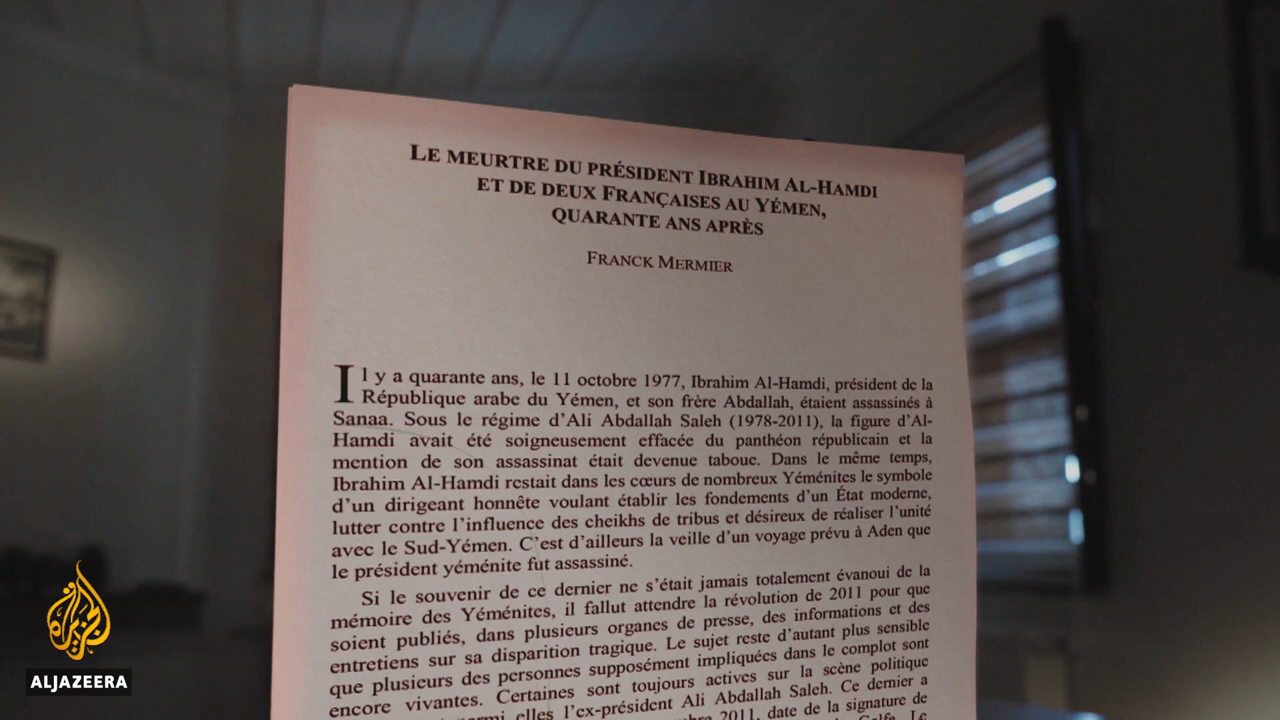 LE MEURTRE DU PRÉSIDENT IBRAHIM AL-HAMDI
ET DE DEUX FRANÇAISES AU YÉMEN,
QUARANTE ANS APRÈS
FRANCK MERMIER
Il y a quarante ans, le 11 octobre 1977, Ibrahim Al-Hamdi, président de la
République arabe du Yémen, et son frère Abdallah, étaient assassinés à
Sanaa. Sous le régime d'Ali Abdallah Saleh (1978-2011), la figure d'Al-
Hamdi avait été soigneusement effacée du panthéon républicain et la
mention de son assassinat était devenue taboue. Dans le même temps,
Ibrahim Al-Hamdi restait dans les cœurs de nombreux Yéménites le symbole
d'un dirigeant honnête voulant établir les fondements d'un État moderne,
lutter contre l'influence des cheikhs de tribus et désireux de réaliser l'unité
avec le Sud-Yémen. C'est d'ailleurs la veille d'un voyage prévu à Aden que
le président yéménite fut assassiné.
Si le souvenir de ce dernier ne s'était jamais totalement évanoui de la
mémoire des Yéménites, il fallut attendre la révolution de 2011 pour que
soient publiés, dans plusieurs organes de presse, des informations et des
entretiens sur sa disparition tragique. Le sujet reste d'autant plus sensible
que plusieurs des personnes supposément impliquées dans le complot sont
encore vivantes. Certaines sont toujours actives sur la scène politique
parmi elles l'ex-président Ali Abdallah Saleh. Ce dernier a
2011, date de la signature de
Le
الجزيرة
ALJAZEERA